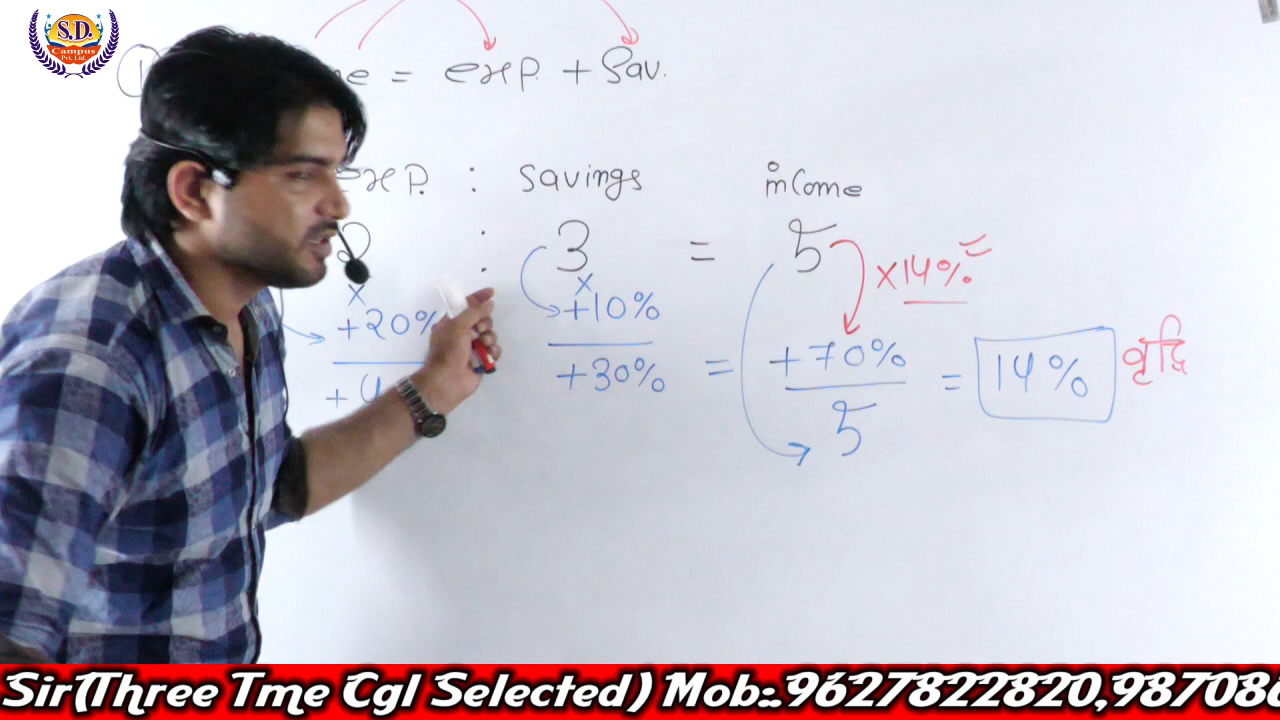 S.D.
Campus
Pvt. Ltd.
= exp. + Sav.
exp. : savings income
2 : 3 = 5 ×14%
× ×
+20% +10%
+30% = +70% = 14% वृद्धि
5
Sir(Three Tme Cgl Selected) Mob:.9627822820,987086